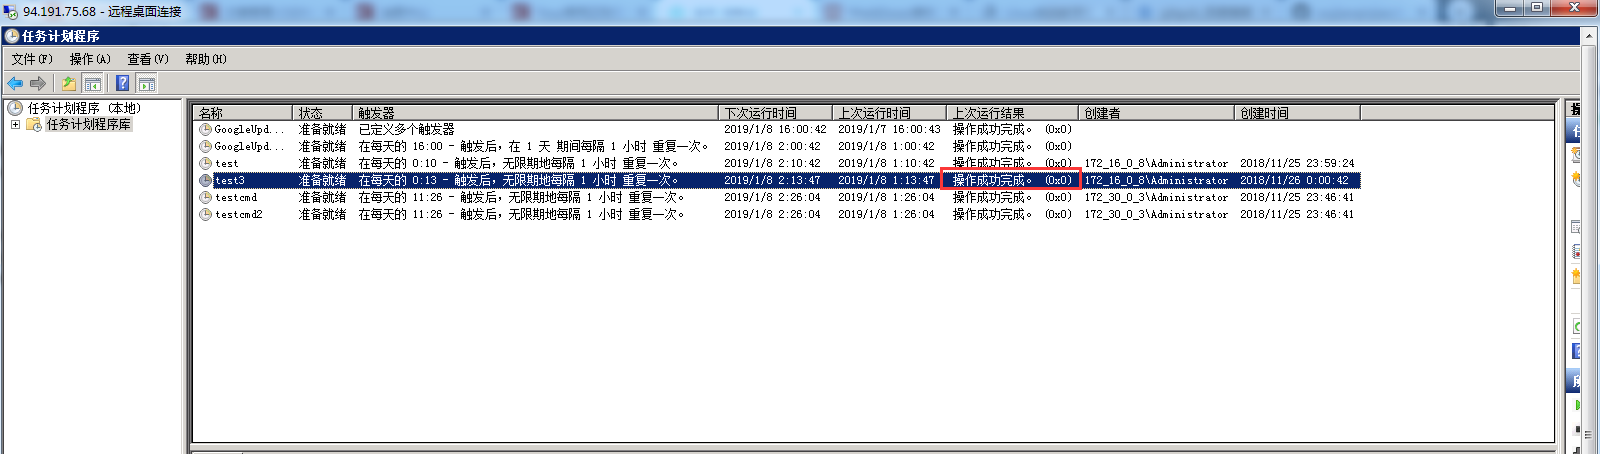 94.191.75.68 - 远程桌面连接
任务计划程序
文件(F) 操作(A) 查看(V) 帮助(H)
任务计划程序 (本地)
任务计划程序库
名称 状态 触发器 下次运行时间 上次运行时间 上次运行结果 创建者 创建时间
GoogleUpd... 准备就绪 已定义多个触发器 2019/1/8 16:00:42 2019/1/7 16:00:43 操作成功完成。 (0x0)
GoogleUpd... 准备就绪 在每天的 16:00 - 触发后，在 1 天 期间每隔 1 小时 重复一次。 2019/1/8 2:00:42 2019/1/8 1:00:42 操作成功完成。 (0x0)
test 准备就绪 在每天的 0:10 - 触发后，无限期地每隔 1 小时 重复一次。 2019/1/8 2:10:42 2019/1/8 1:10:42 操作成功完成。 (0x0) 172_16_0_8\Administrator 2018/11/25 23:59:24
test3 准备就绪 在每天的 0:13 - 触发后，无限期地每隔 1 小时 重复一次。 2019/1/8 2:13:47 2019/1/8 1:13:47 操作成功完成。 (0x0) 172_16_0_8\Administrator 2018/11/26 0:00:42
testcmd 准备就绪 在每天的 11:26 - 触发后，无限期地每隔 1 小时 重复一次。 2019/1/8 2:26:04 2019/1/8 1:26:04 操作成功完成。 (0x0) 172_30_0_3\Administrator 2018/11/25 23:46:41
testcmd2 准备就绪 在每天的 11:26 - 触发后，无限期地每隔 1 小时 重复一次。 2019/1/8 2:26:04 2019/1/8 1:26:04 操作成功完成。 (0x0) 172_30_0_3\Administrator 2018/11/25 23:46:41